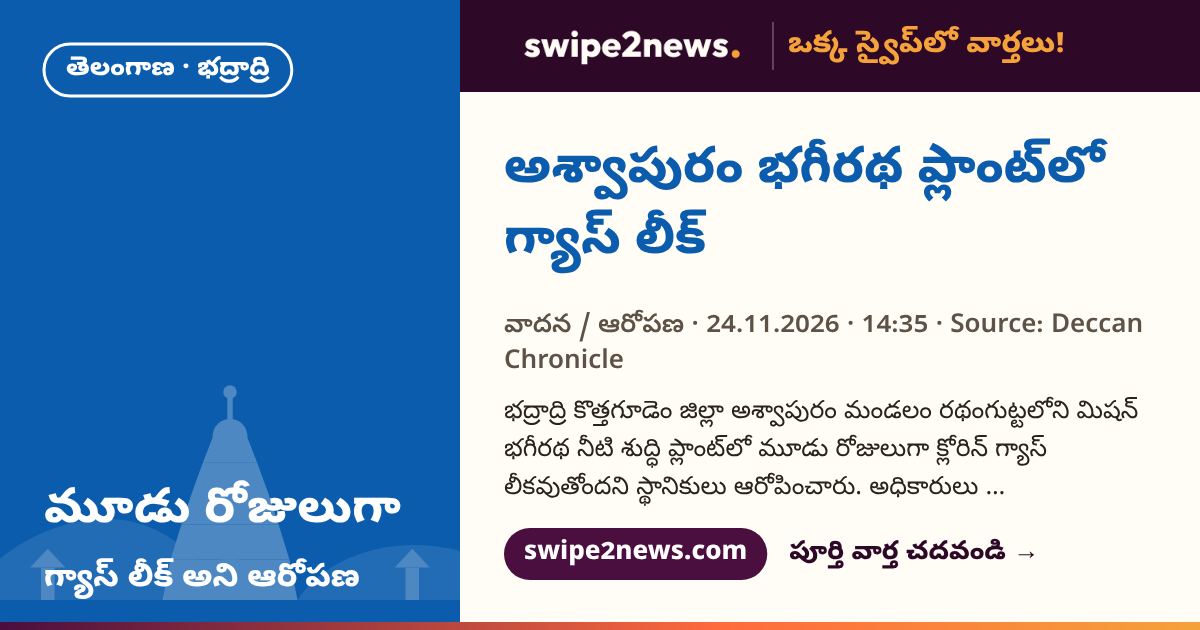 తెలంగాణ · భద్రాద్రి
మూడు రోజులుగా
గ్యాస్ లీక్ అని ఆరోపణ
swipe2news.
ఒక్క స్వైప్‌లో వార్తలు!
అశ్వాపురం భగీరథ ప్లాంట్‌లో
గ్యాస్ లీక్
వాదన / ఆరోపణ · 24.11.2026 · 14:35 · Source: Deccan
Chronicle
భద్రాద్రి కొత్తగూడెం జిల్లా అశ్వాపురం మండలం రథంగుట్టలోని మిషన్
భగీరథ నీటి శుద్ధి ప్లాంట్‌లో మూడు రోజులుగా క్లోరిన్ గ్యాస్
లీకవుతోందని స్థానికులు ఆరోపించారు. అధికారులు ...
swipe2news.com
పూర్తి వార్త చదవండి →